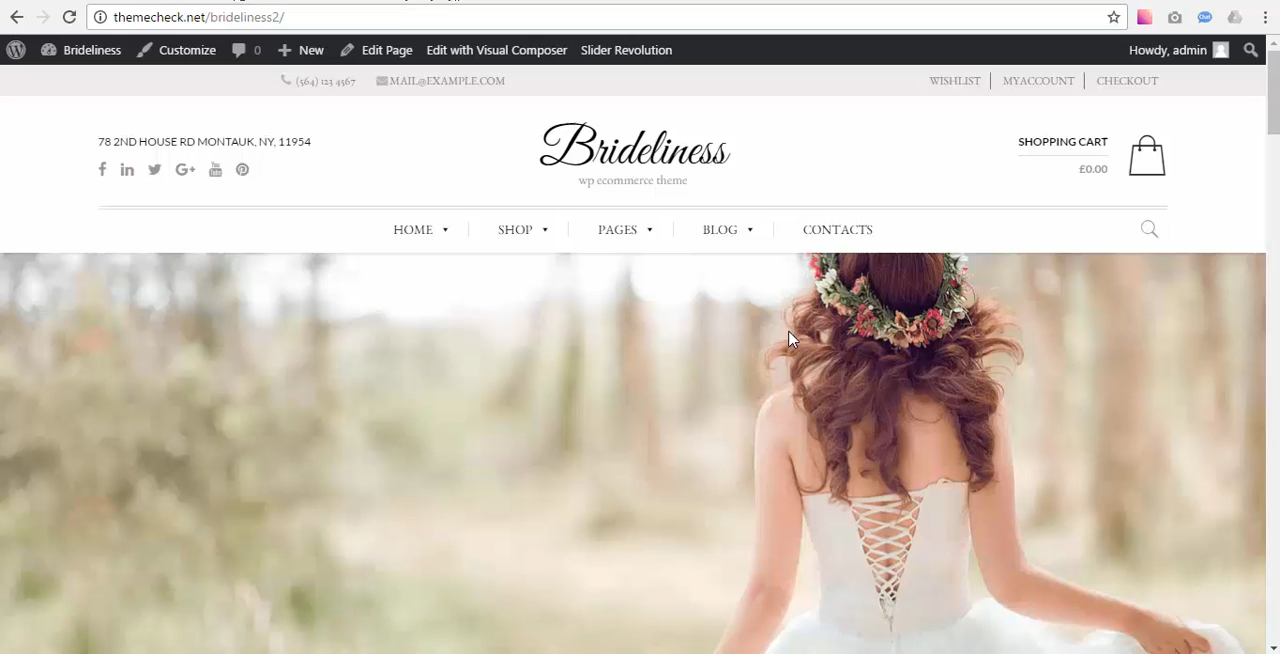 themecheck.net/brideliness2/
Brideliness Customize 0 New Edit Page Edit with Visual Composer Slider Revolution Howdy, admin
(564) 123 4567 MAIL@EXAMPLE.COM WISHLIST MYACCOUNT CHECKOUT
78 2ND HOUSE RD MONTAUK, NY, 11954
Brideliness
wp ecommerce theme
SHOPPING CART
£0.00
HOME SHOP PAGES BLOG CONTACTS